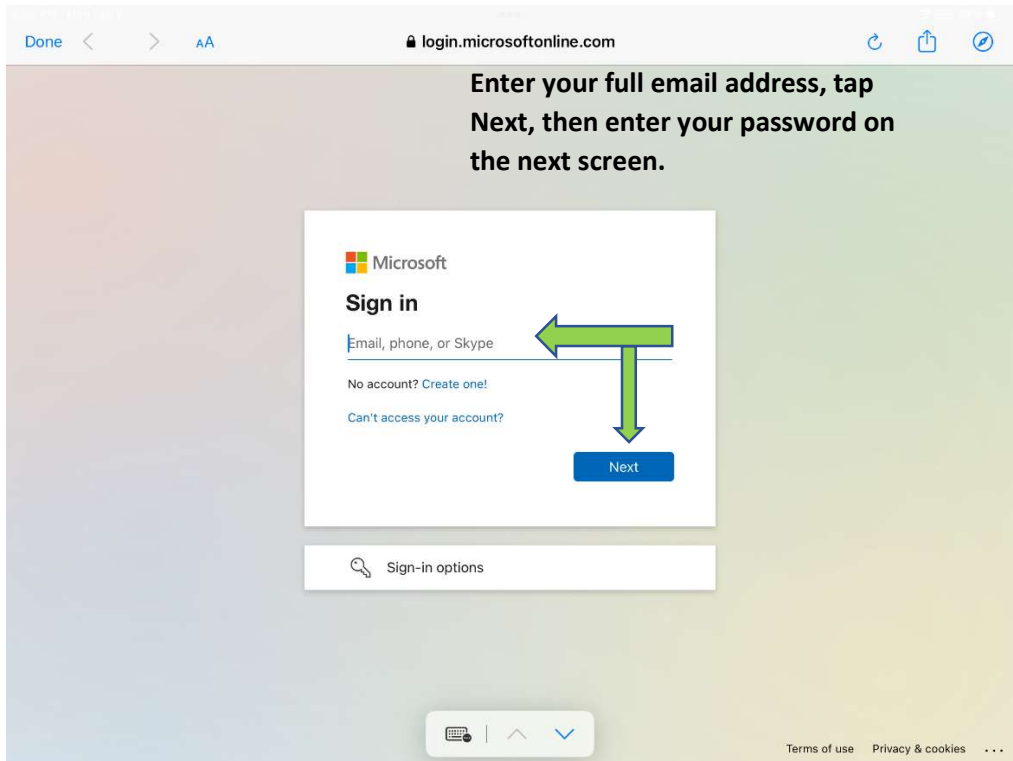 Done
AA
login.microsoftonline.com
Enter your full email address, tap
Next, then enter your password on
the next screen.
Microsoft
Sign in
Email, phone, or Skype
No account? Create one!
Can't access your account?
Next
Sign-in options
Terms of use Privacy & cookies ...